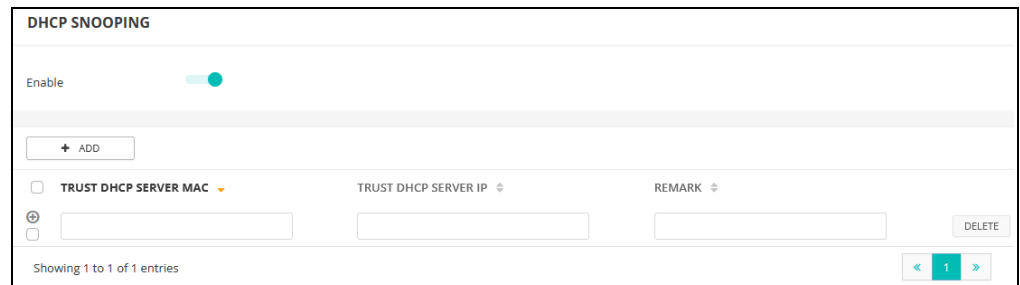 DHCP SNOOPING
Enable
+ ADD
TRUST DHCP SERVER MAC TRUST DHCP SERVER IP REMARK
DELETE
Showing 1 to 1 of 1 entries « 1 »